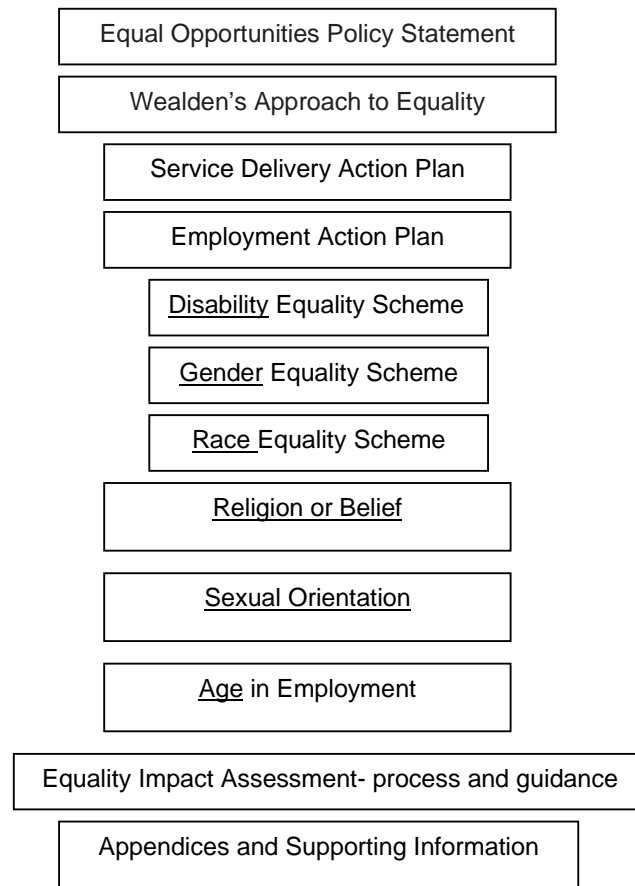 Equal Opportunities Policy Statement
Wealden's Approach to Equality
Service Delivery Action Plan
Employment Action Plan
Disability Equality Scheme
Gender Equality Scheme
Race Equality Scheme
Religion or Belief
Sexual Orientation
Age in Employment
Equality Impact Assessment- process and guidance
Appendices and Supporting Information